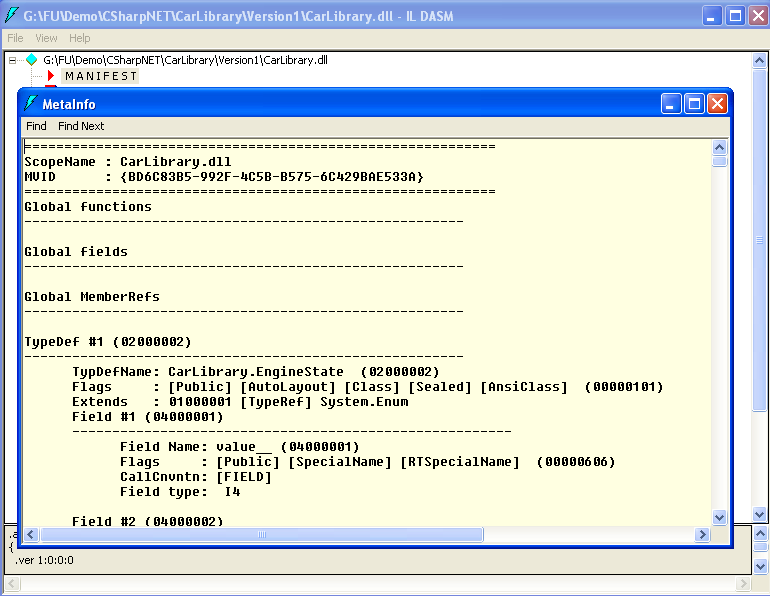 G:\FU\Demo\CSharpNET\CarLibrary\Version1\CarLibrary.dll - IL DASM
File View Help
G:\FU\Demo\CSharpNET\CarLibrary\Version1\CarLibrary.dll
M A N I F E S T
MetaInfo
Find Find Next
===========================================================
ScopeName : CarLibrary.dll
MVID      : {BD6C83B5-992F-4C5B-B575-6C429BAE533A}
===========================================================
Global functions
-------------------------------------------------------
Global fields
-------------------------------------------------------
Global MemberRefs
-------------------------------------------------------
TypeDef #1 (02000002)
-------------------------------------------------------
TypDefName: CarLibrary.EngineState  (02000002)
Flags     : [Public] [AutoLayout] [Class] [Sealed] [AnsiClass]  (00000101)
Extends   : 01000001 [TypeRef] System.Enum
Field #1 (04000001)
-------------------------------------------------------
Field Name: value__ (04000001)
Flags     : [Public] [SpecialName] [RTSpecialName]  (00000606)
CallCnvntn: [FIELD]
Field type:  I4
Field #2 (04000002)
{
.ver 1:0:0:0